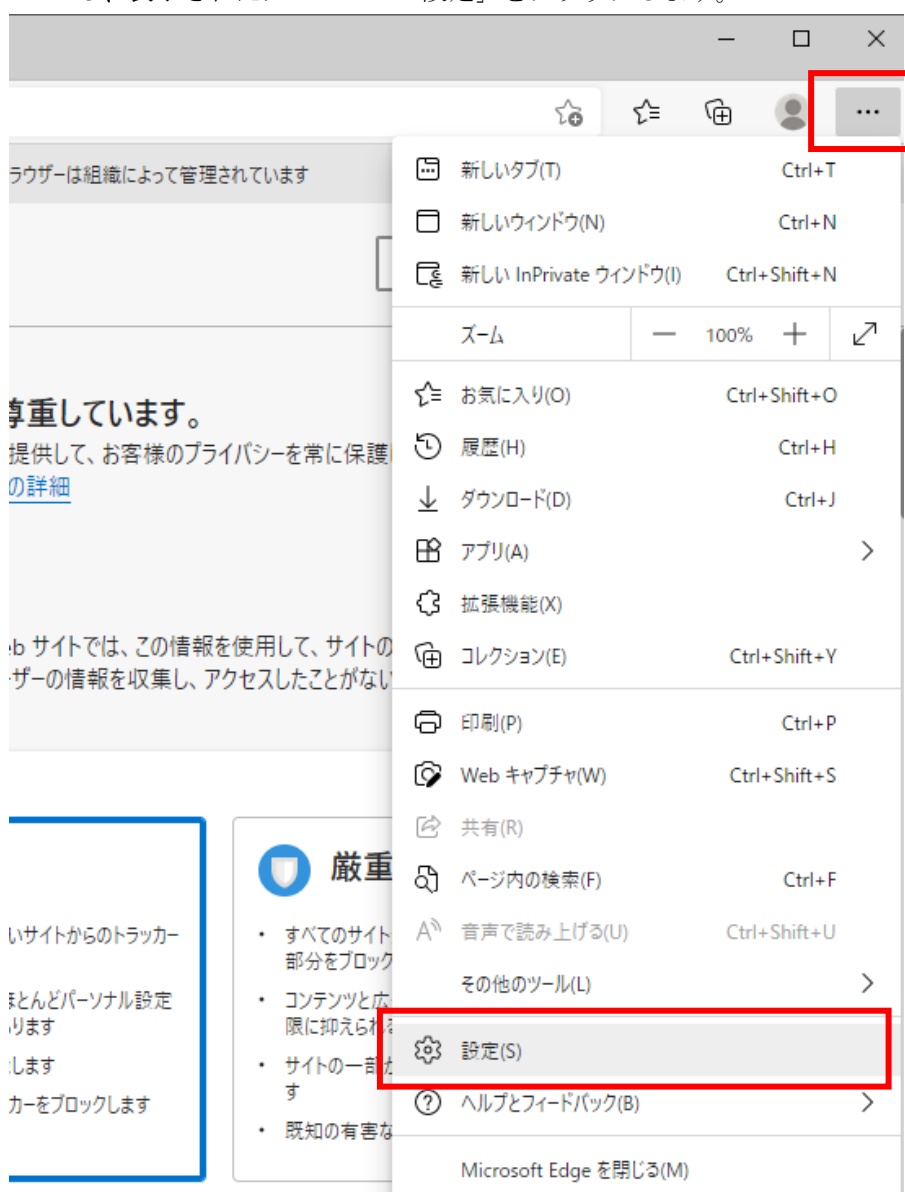 設定」をクリックします。
ラウザーは組織によって管理されています
新しいタブ(T) Ctrl+T
新しいウィンドウ(N) Ctrl+N
新しい InPrivate ウィンドウ(I) Ctrl+Shift+N
ズーム — 100% +
お気に入り(O) Ctrl+Shift+O
履歴(H) Ctrl+H
ダウンロード(D) Ctrl+J
アプリ(A)
拡張機能(X)
コレクション(E) Ctrl+Shift+Y
印刷(P) Ctrl+P
Web キャプチャ(W) Ctrl+Shift+S
共有(R)
ページ内の検索(F) Ctrl+F
音声で読み上げる(U) Ctrl+Shift+U
その他のツール(L)
設定(S)
ヘルプとフィードバック(B)
Microsoft Edge を閉じる(M)
尊重しています。
提供して、お客様のプライバシーを常に保護
の詳細
eb サイトでは、この情報を使用して、サイトの
ーザーの情報を収集し、アクセスしたことがない
いサイトからのトラッカー
ほとんどパーソナル設定
ります
します
カーをブロックします
厳重
• すべてのサイト
部分をブロック
• コンテンツと広
限に抑えられ
• サイトの一部が
す
• 既知の有害な